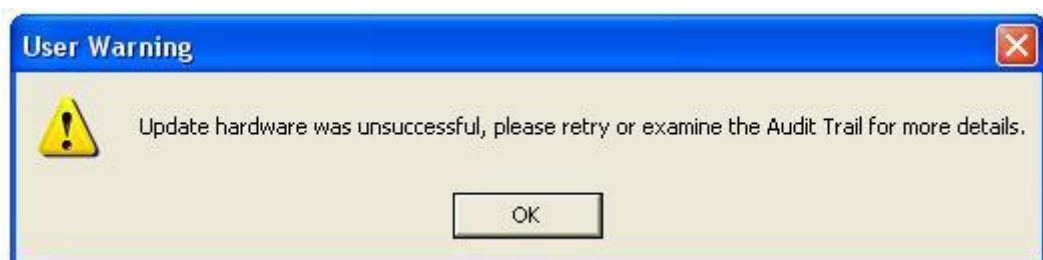 User Warning
Update hardware was unsuccessful, please retry or examine the Audit Trail for more details.
OK